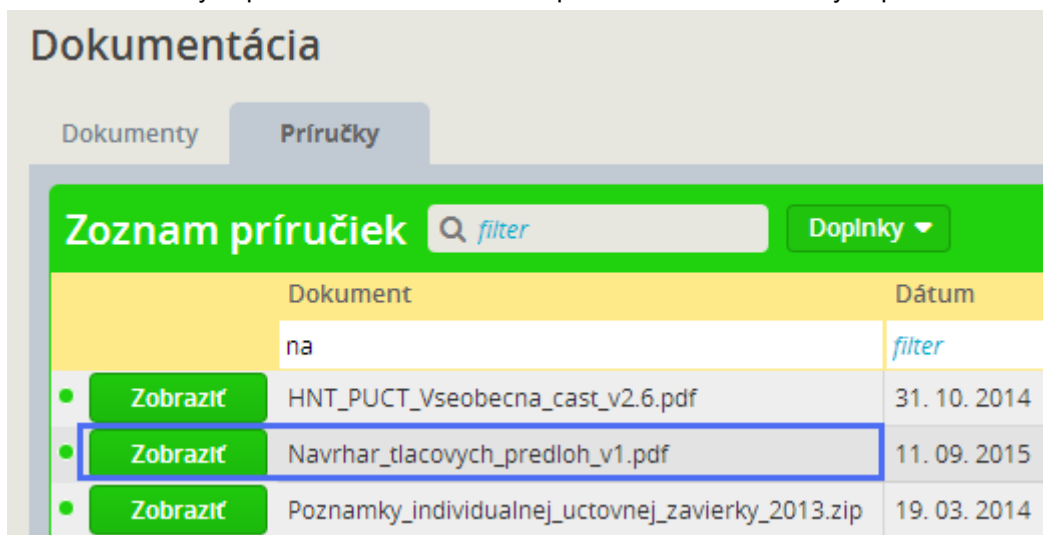 Dokumentácia
Dokumenty Príručky
Zoznam príručiek filter Doplnky
Dokument Dátum
na filter
Zobraziť HNT_PUCT_Vseobecna_cast_v2.6.pdf 31. 10. 2014
Zobraziť Navrhar_tlacovych_predloh_v1.pdf 11. 09. 2015
Zobraziť Poznamky_individualnej_uctovnej_zavierky_2013.zip 19. 03. 2014